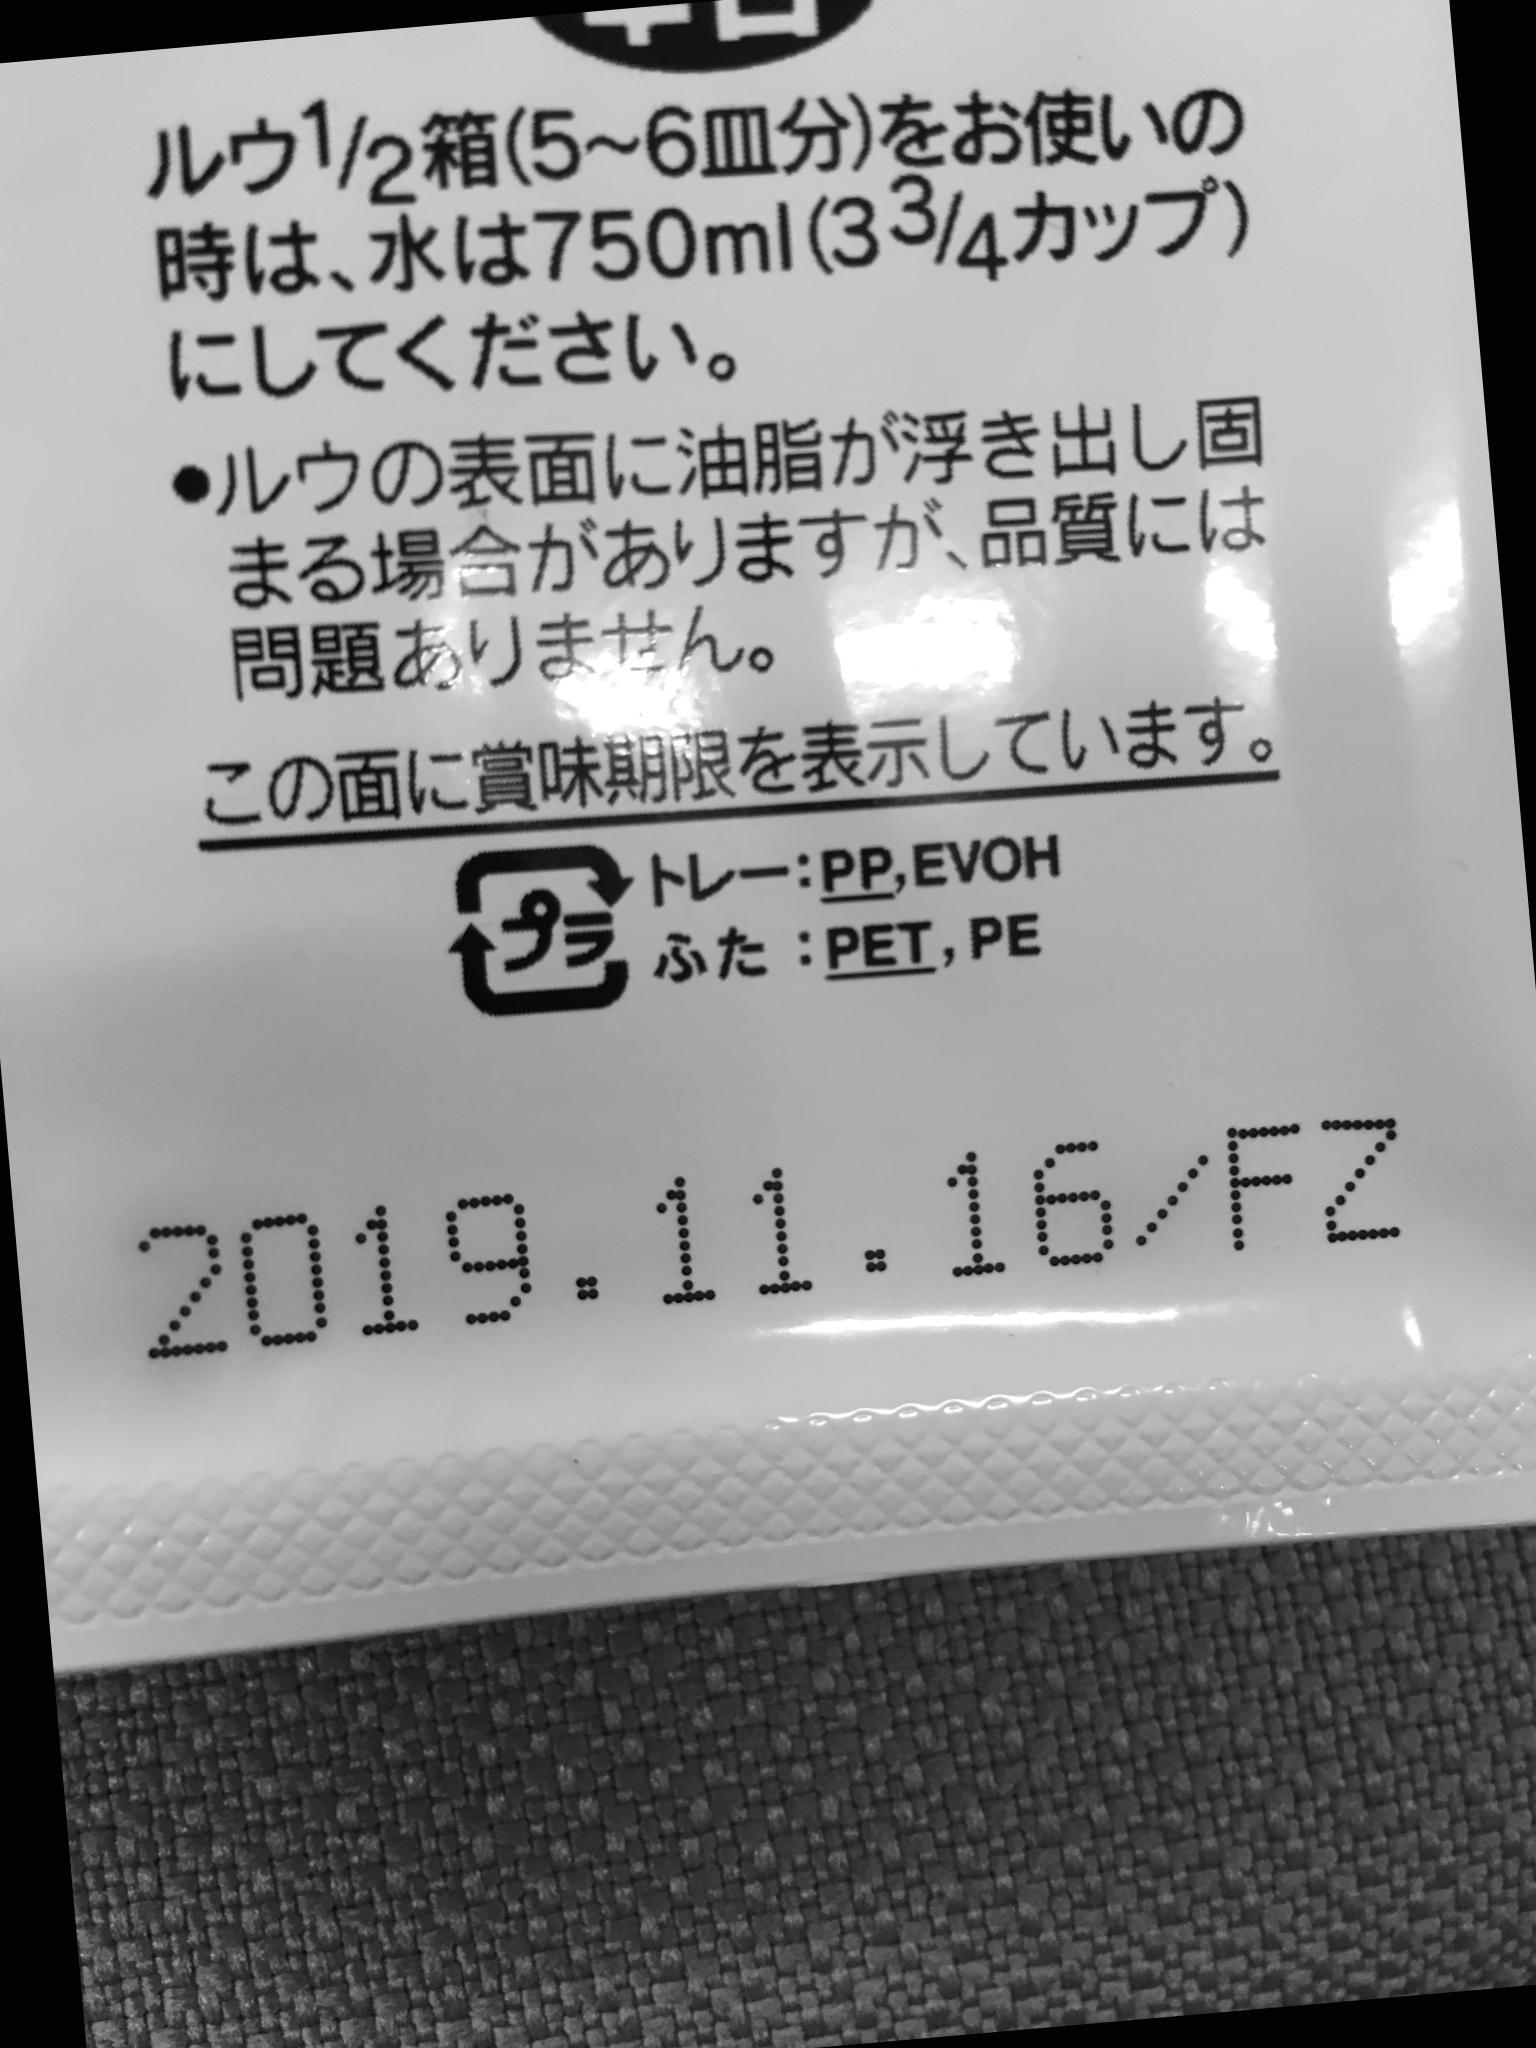 ルウ1/2箱(5~6皿分)をお使いの
時は、水は750ml(3 3/4カップ)
にしてください。
●ルウの表面に油脂が浮き出し固
まる場合がありますが、品質には
問題ありません。
この面に賞味期限を表示しています。
プラ
トレー:PP,EVOH
ふた:PET, PE
2019.11.16/FZ